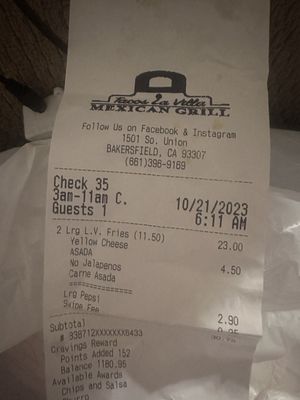 Tacos La Villa
MEXICAN GRILL
Follow Us on Facebook & Instagram
1501 So. Union
BAKERSFIELD, CA 93307
(661)396-9169
Check 35
3am-11am C. 10/21/2023
Guests 1 6:11 AM
2 Lrg L.V. Fries (11.50) 23.00
Yellow Cheese
ASADA 4.50
No Jalapenos
Carne Asada
============
Lrg Pepsi 2.90
Subtotal
# 338712XXXXXXX6433
Cravings Reward
Points Added 152
Balance 1180.95
Available Awards
Chips and Salsa
Churro